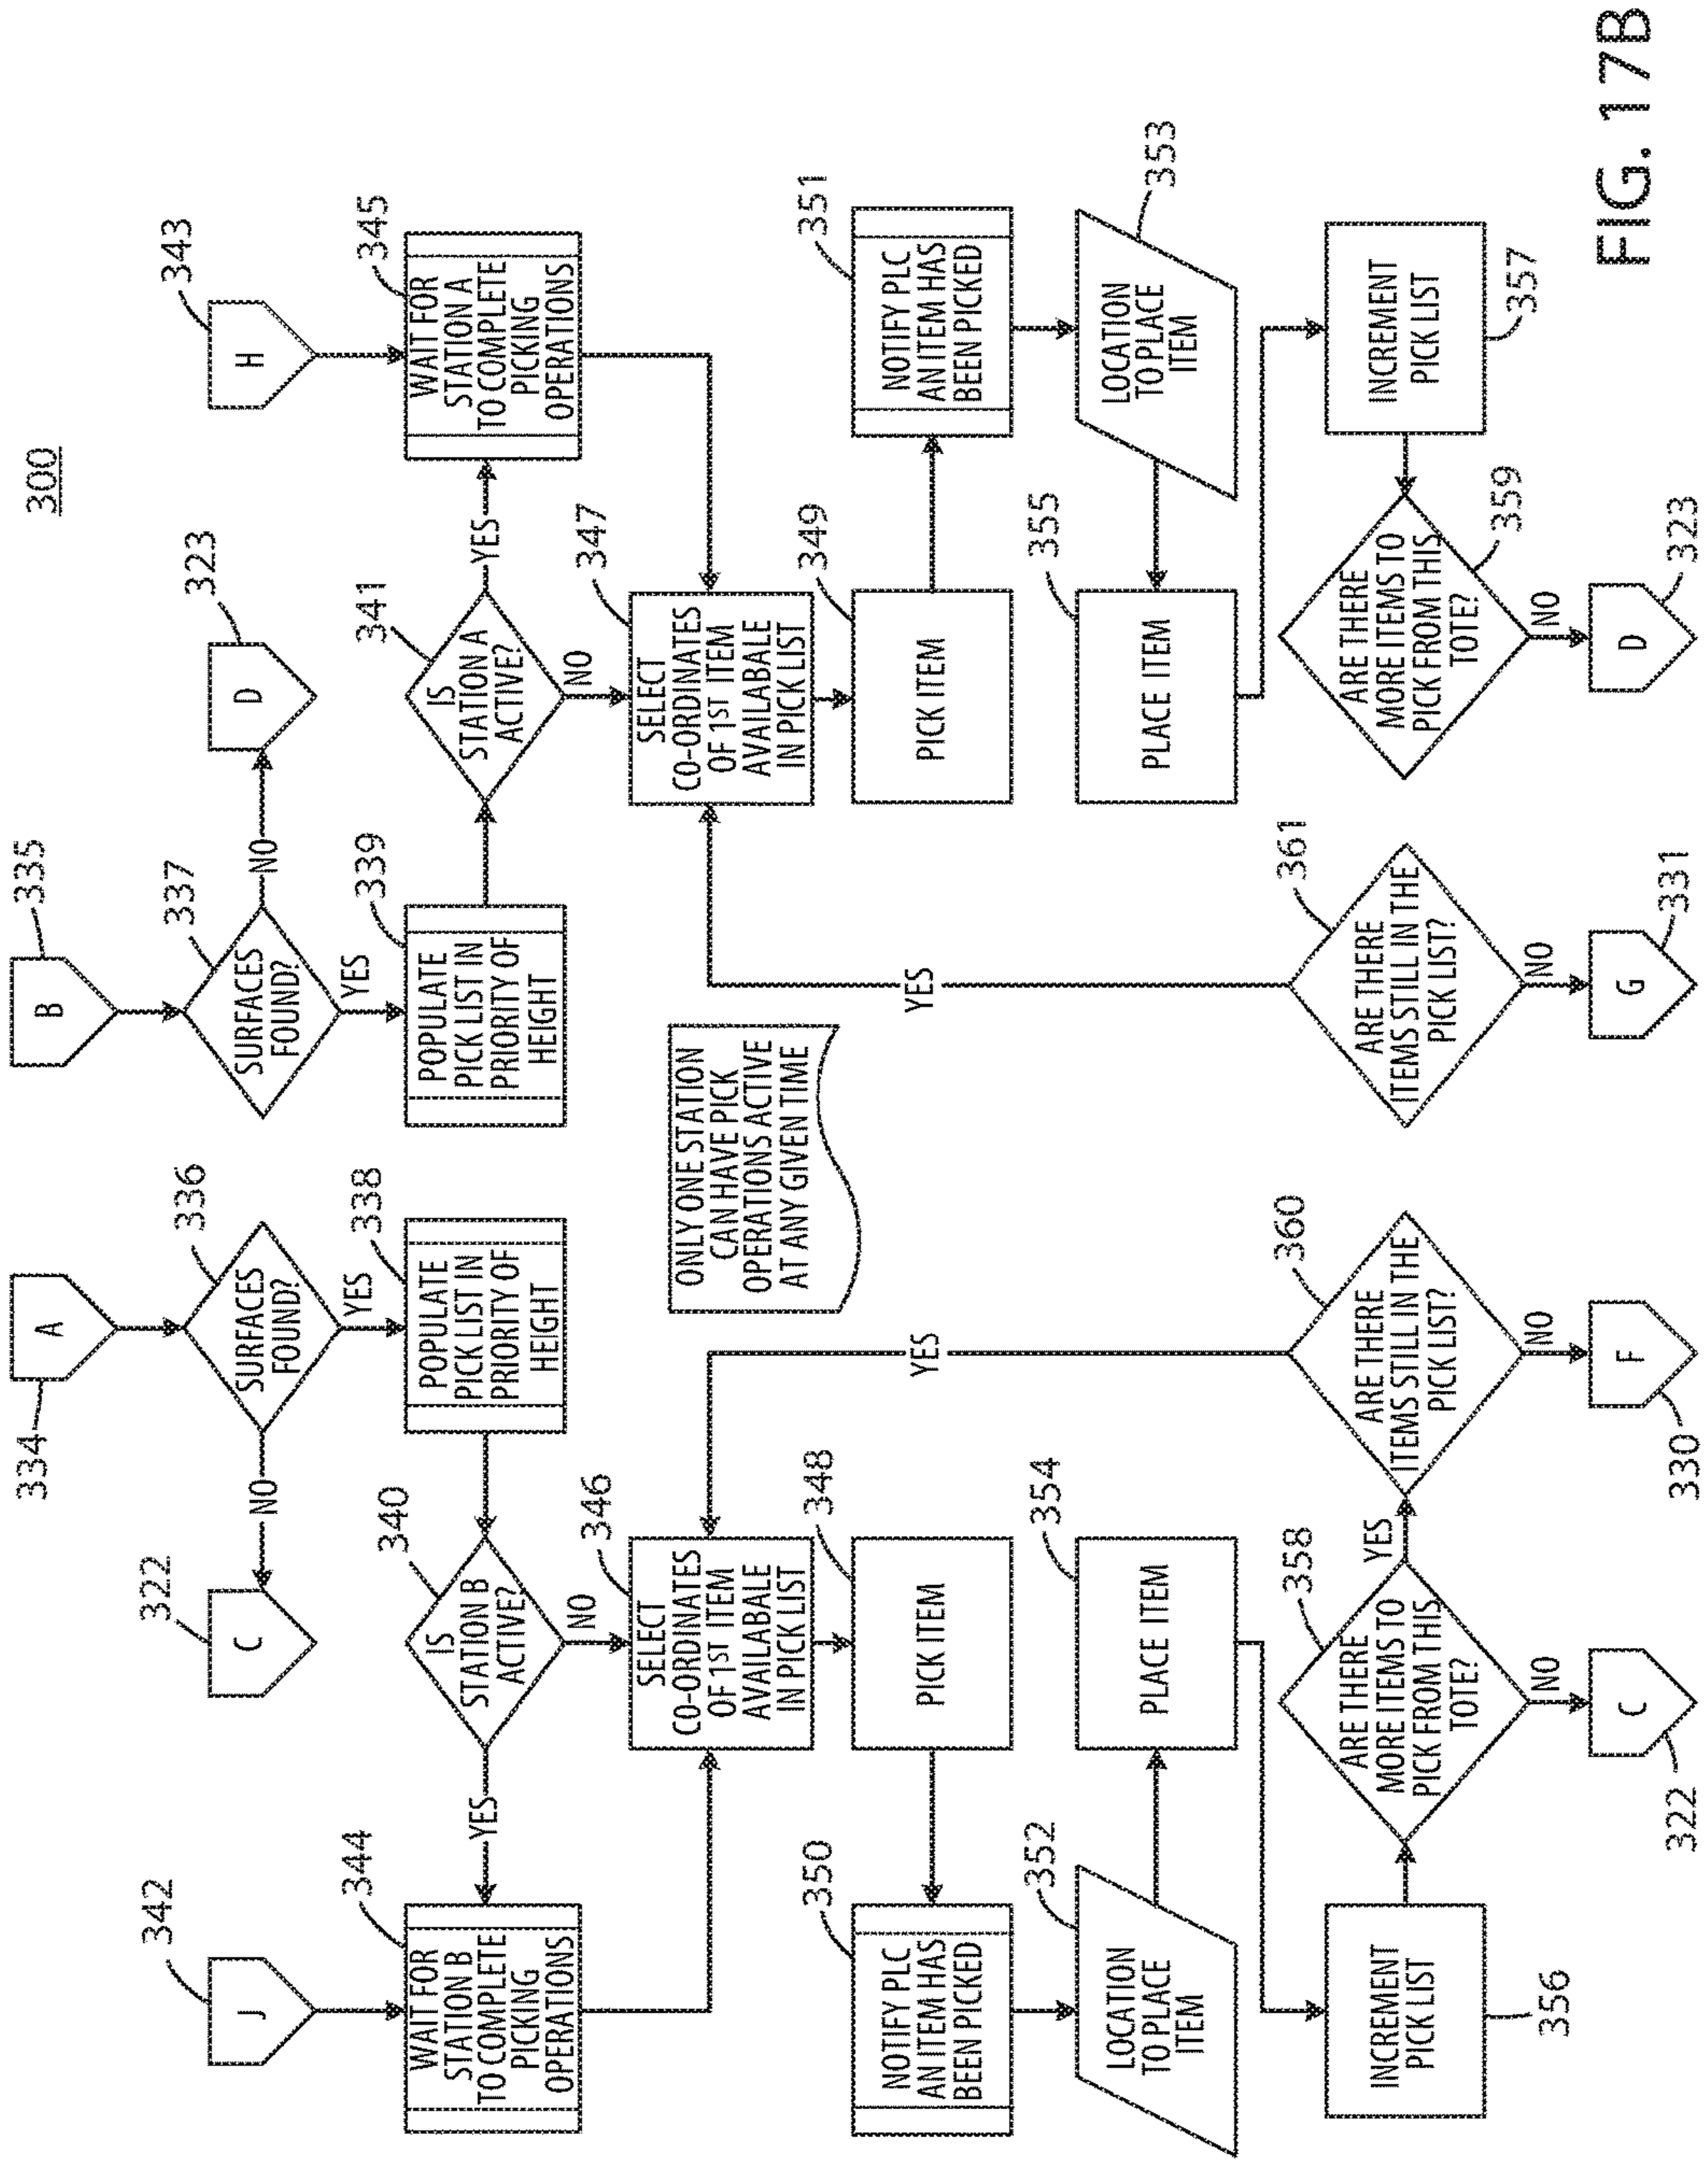 300
334
A
335
B
342
J
322
C
NO
336
SURFACES
FOUND?
YES
337
SURFACES
FOUND?
YES
NO
323
D
343
H
344
WAIT FOR
STATION B
TO COMPLETE
PICKING
OPERATIONS
YES
340
IS
STATION B
ACTIVE?
NO
338
POPULATE
PICK LIST IN
PRIORITY OF
HEIGHT
339
POPULATE
PICK LIST IN
PRIORITY OF
HEIGHT
341
IS
STATION A
ACTIVE?
NO
YES
345
WAIT FOR
STATION A
TO COMPLETE
PICKING
OPERATIONS
346
SELECT
CO-ORDINATES
OF 1ST ITEM
AVAILABALE
IN PICK LIST
ONLY ONE STATION
CAN HAVE PICK
OPERATIONS ACTIVE
AT ANY GIVEN TIME
347
SELECT
CO-ORDINATES
OF 1ST ITEM
AVAILABALE
IN PICK LIST
350
NOTIFY PLC
AN ITEM HAS
BEEN PICKED
348
PICK ITEM
YES
YES
349
PICK ITEM
351
NOTIFY PLC
AN ITEM HAS
BEEN PICKED
352
LOCATION
TO PLACE
ITEM
354
PLACE ITEM
355
PLACE ITEM
353
LOCATION
TO PLACE
ITEM
356
INCREMENT
PICK LIST
358
ARE THERE
MORE ITEMS TO
PICK FROM THIS
TOTE?
YES
NO
360
ARE THERE
ITEMS STILL IN THE
PICK LIST?
NO
361
ARE THERE
ITEMS STILL IN THE
PICK LIST?
NO
359
ARE THERE
MORE ITEMS TO
PICK FROM THIS
TOTE?
NO
357
INCREMENT
PICK LIST
322
C
330
F
331
G
323
D
FIG. 17B